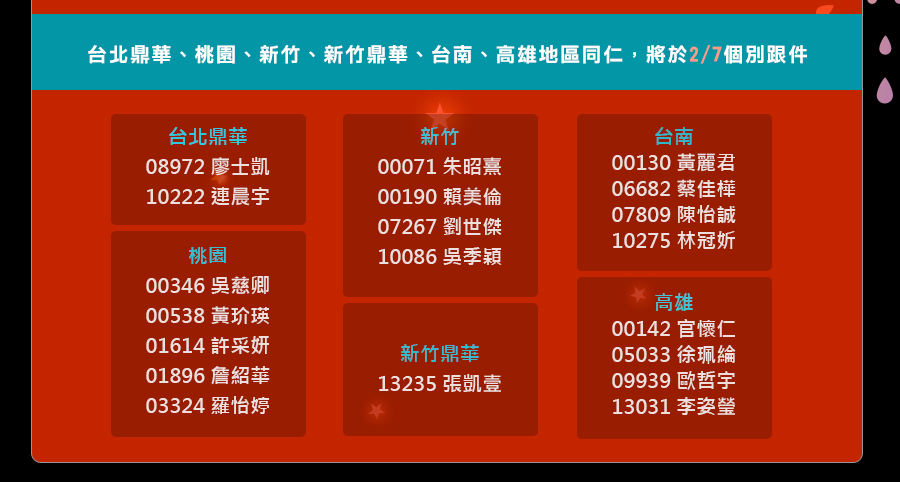 台北鼎華、桃園、新竹、新竹鼎華、台南、高雄地區同仁，將於2/7個別跟件
台北鼎華
08972 廖士凱
10222 連晨宇
桃園
00346 吳慈卿
00538 黃玠瑛
01614 許采妍
01896 詹紹華
03324 羅怡婷
新竹
00071 朱昭熹
00190 賴美倫
07267 劉世傑
10086 吳季穎
新竹鼎華
13235 張凱壹
台南
00130 黃麗君
06682 蔡佳樺
07809 陳怡誠
10275 林冠妡
高雄
00142 官懷仁
05033 徐珮綸
09939 歐哲宇
13031 李姿瑩